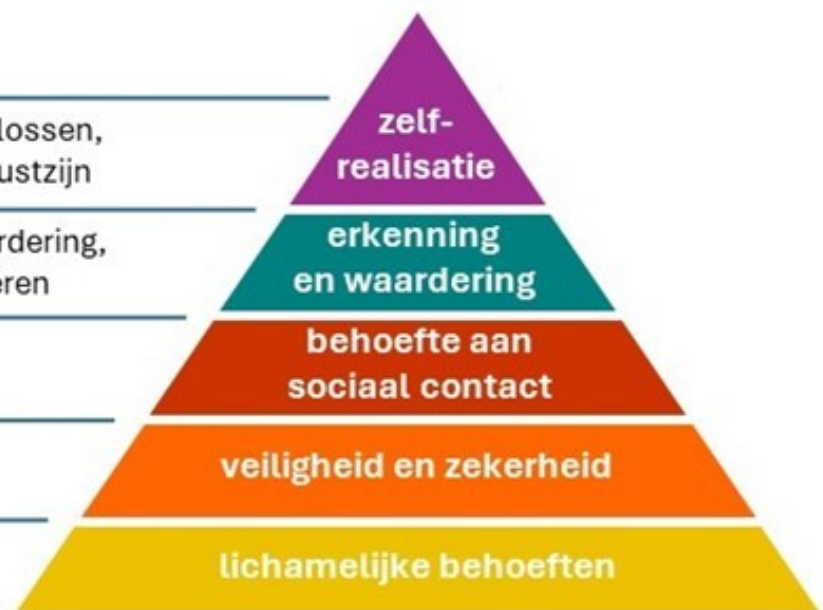 lossen,
ustzijn
zelf-
realisatie
rdering,
eren
erkenning
en waardering
behoefte aan
sociaal contact
veiligheid en zekerheid
lichamelijke behoeften